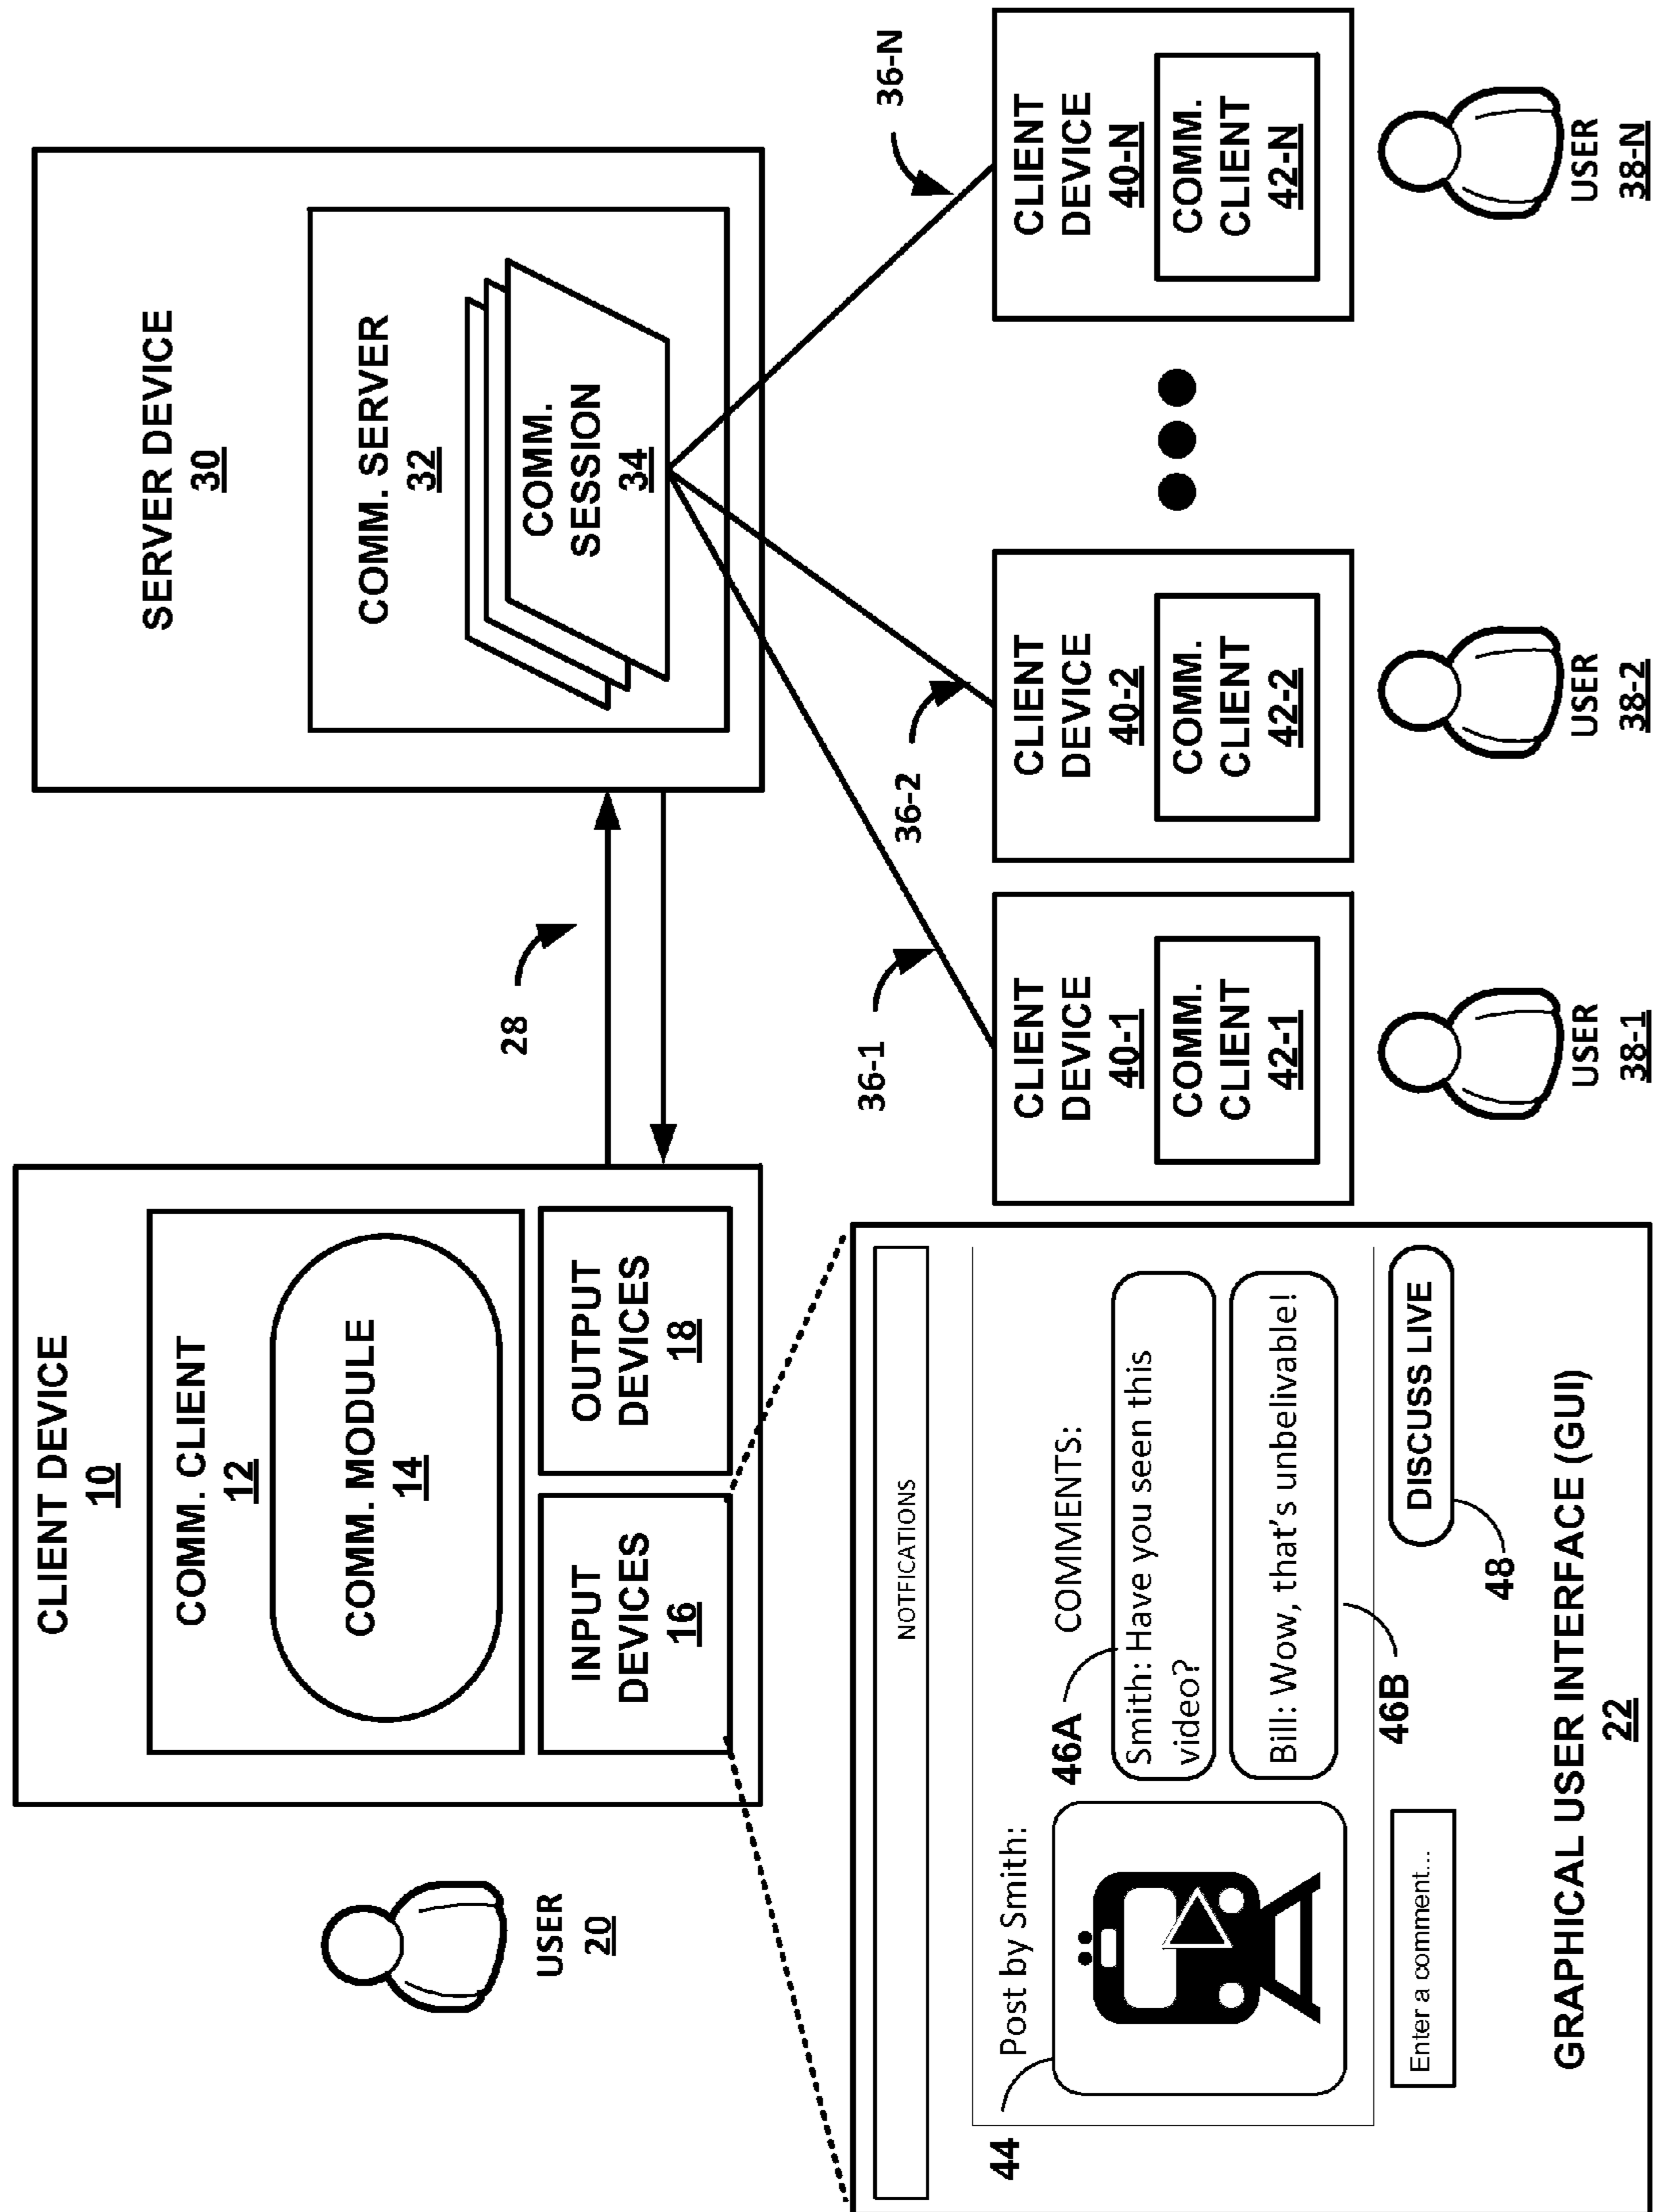 CLIENT DEVICE
10
COMM. CLIENT
12
COMM. MODULE
14
INPUT
DEVICES
16
OUTPUT
DEVICES
18
USER
20
28
SERVER DEVICE
30
COMM. SERVER
32
COMM.
SESSION
34
NOTFICATIONS
Post by Smith:
44
COMMENTS:
46A
Smith: Have you seen this
video?
Bill: Wow, that's unbelivable!
46B
Enter a comment...
DISCUSS LIVE
48
GRAPHICAL USER INTERFACE (GUI)
22
36-1
36-2
36-N
CLIENT
DEVICE
40-1
COMM.
CLIENT
42-1
USER
38-1
CLIENT
DEVICE
40-2
COMM.
CLIENT
42-2
USER
38-2
CLIENT
DEVICE
40-N
COMM.
CLIENT
42-N
USER
38-N